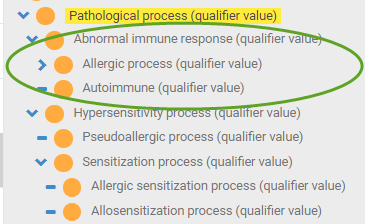 Pathological process (qualifier value)
Abnormal immune response (qualifier value)
Allergic process (qualifier value)
Autoimmune (qualifier value)
Hypersensitivity process (qualifier value)
Pseudoallergic process (qualifier value)
Sensitization process (qualifier value)
Allergic sensitization process (qualifier value)
Allosensitization process (qualifier value)